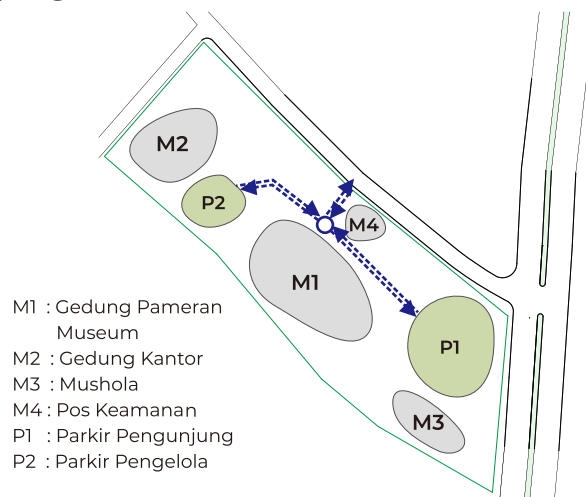 M2
P2
M4
M1
P1
M3
M1 : Gedung Pameran
Museum
M2 : Gedung Kantor
M3 : Mushola
M4 : Pos Keamanan
P1 : Parkir Pengunjung
P2 : Parkir Pengelola